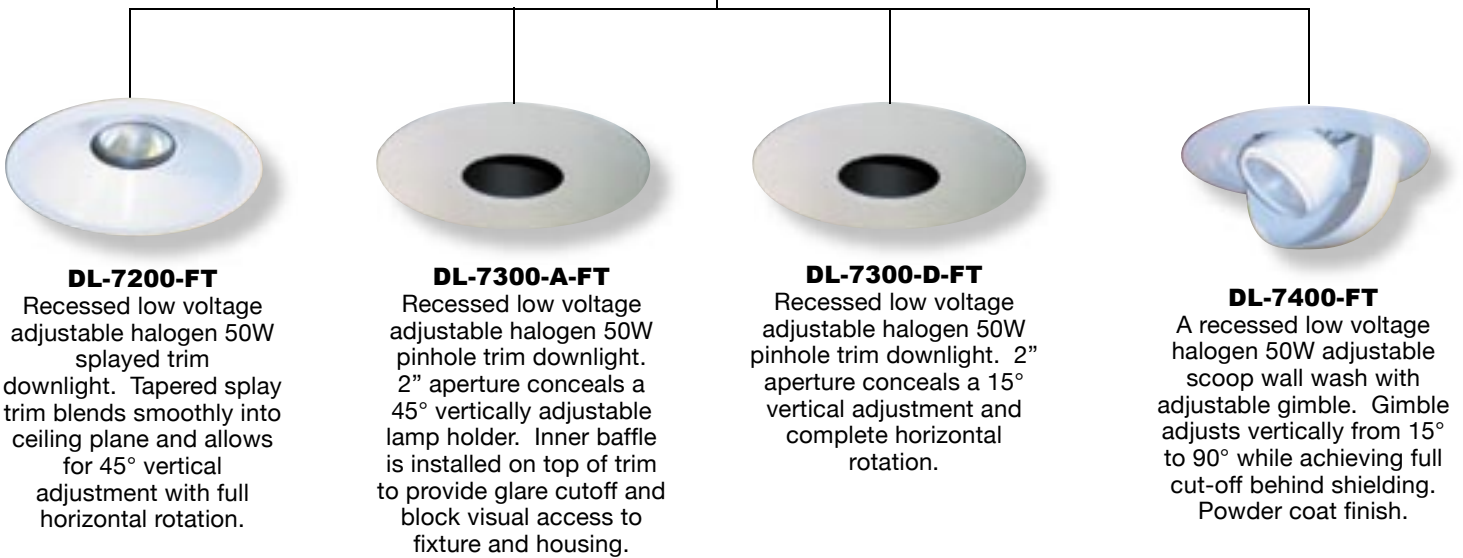 DL-7200-FT
Recessed low voltage
adjustable halogen 50W
splayed trim
downlight.  Tapered splay
trim blends smoothly into
ceiling plane and allows
for 45° vertical
adjustment with full
horizontal rotation.
DL-7300-A-FT
Recessed low voltage
adjustable halogen 50W
pinhole trim downlight.
2” aperture conceals a
45° vertically adjustable
lamp holder.  Inner baffle
is installed on top of trim
to provide glare cutoff and
block visual access to
fixture and housing.
DL-7300-D-FT
Recessed low voltage
adjustable halogen 50W
pinhole trim downlight.  2”
aperture conceals a 15°
vertical adjustment and
complete horizontal
rotation.
DL-7400-FT
A recessed low voltage
halogen 50W adjustable
scoop wall wash with
adjustable gimble.  Gimble
adjusts vertically from 15°
to 90° while achieving full
cut-off behind shielding.
Powder coat finish.